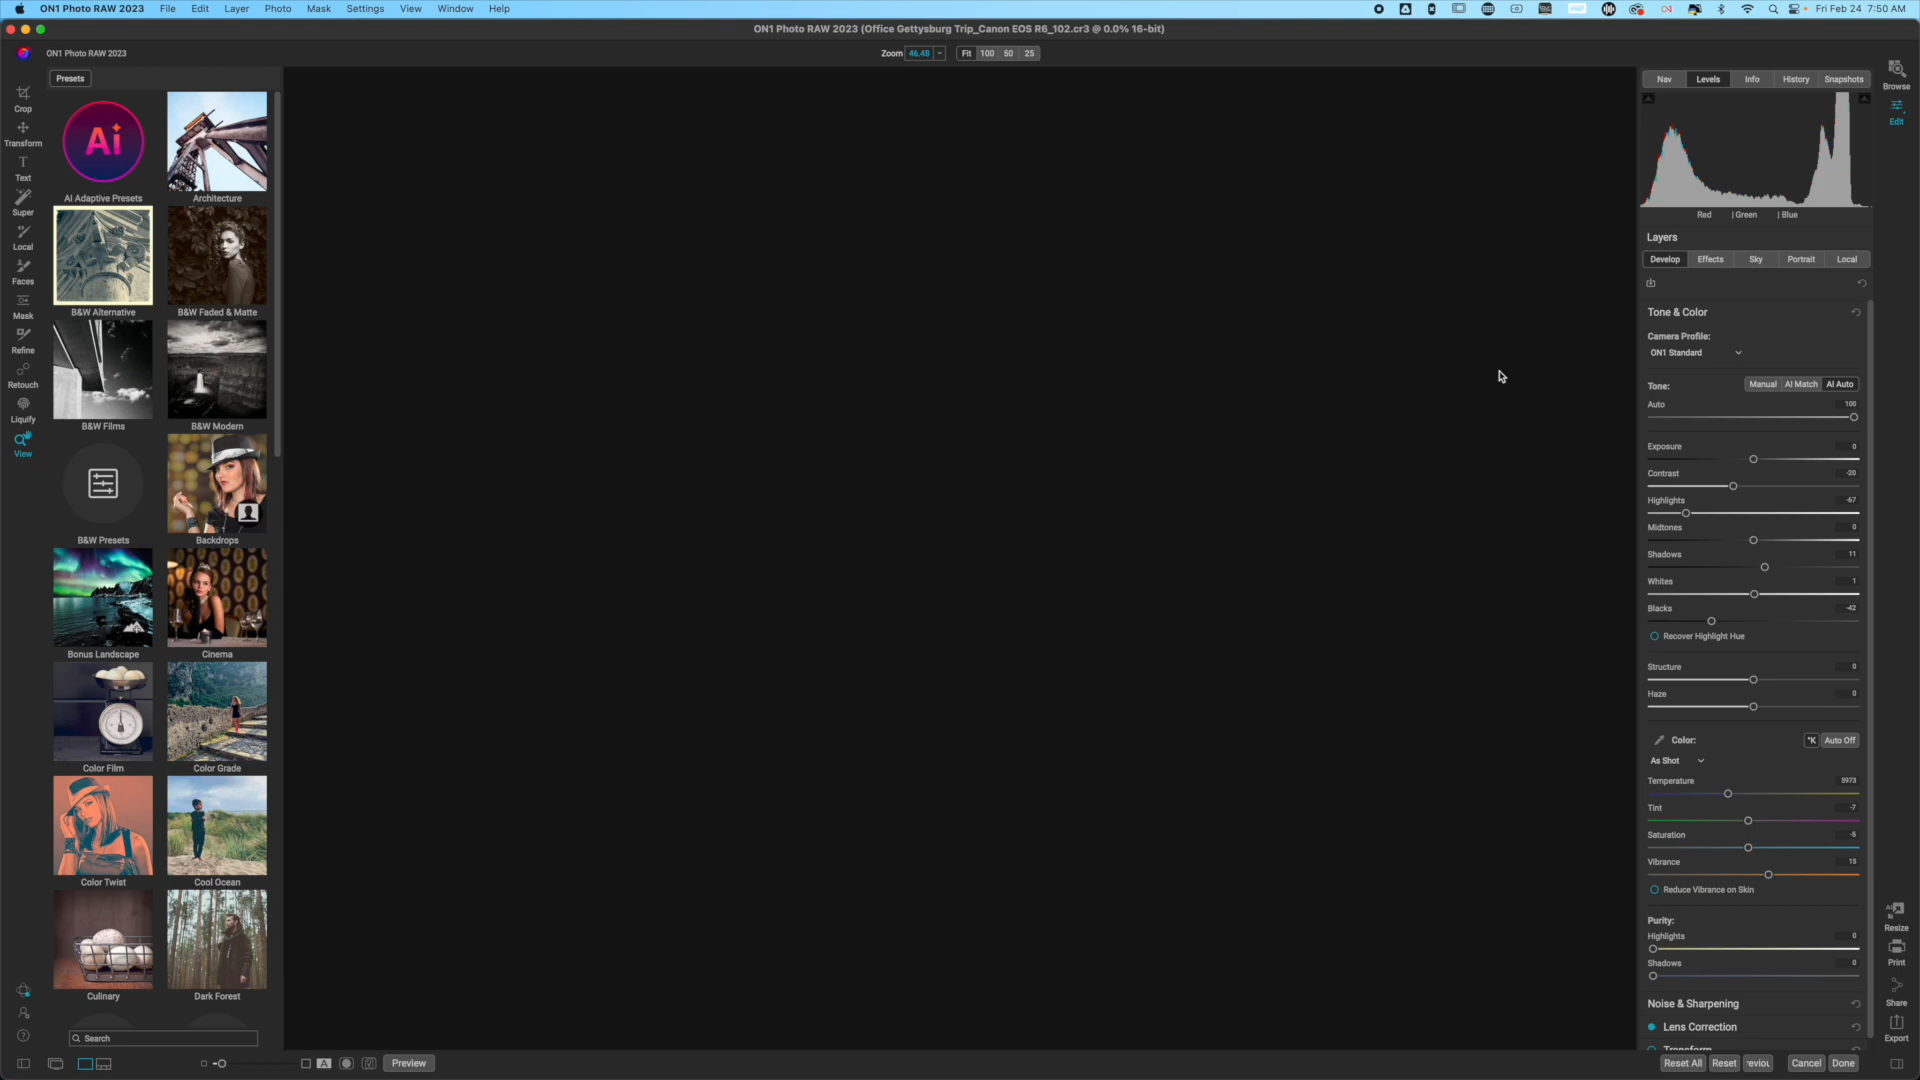 ON1 Photo RAW 2023 File Edit Layer Photo Mask Settings View Window Help Fri Feb 24 7:50 AM
ON1 Photo RAW 2023 (Office Gettysburg Trip_Canon EOS R6_102.cr3 @ 0.0% 16-bit)
ON1 Photo RAW 2023 Zoom 46.48 Fit 100 50 25
Presets
Nav Levels Info History Snapshots
Browse
Edit
Crop
Transform
Text
Super
Local
Faces
Mask
Refine
Retouch
Liquify
View
Ai
AI Adaptive Presets Architecture
B&W Alternative B&W Faded & Matte
B&W Films B&W Modern
B&W Presets Backdrops
Bonus Landscape Cinema
Color Film Color Grade
Color Twist Cool Ocean
Culinary Dark Forest
Search
Preview
Red | Green | Blue
Layers
Develop Effects Sky Portrait Local
Tone & Color
Camera Profile:
ON1 Standard
Tone: Manual AI Match AI Auto
Auto 100
Exposure 0
Contrast -20
Highlights -67
Midtones 0
Shadows 11
Whites 1
Blacks -42
Recover Highlight Hue
Structure 0
Haze 0
Color: °K Auto Off
As Shot
Temperature 5973
Tint -7
Saturation -5
Vibrance 15
Reduce Vibrance on Skin
Purity:
Highlights 0
Shadows 0
Noise & Sharpening
Lens Correction
Transform
Reset All Reset reviou Cancel Done
AI
Resize
Print
Share
Export